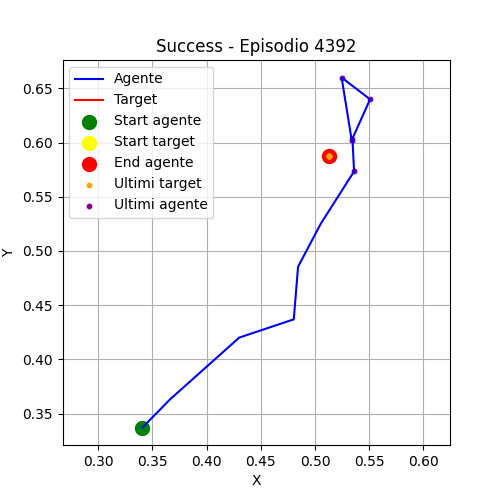 Success - Episodio 4392
Agente
Target
Start agente
Start target
End agente
Ultimi target
Ultimi agente
Y
0.65
0.60
0.55
0.50
0.45
0.40
0.35
0.30 0.35 0.40 0.45 0.50 0.55 0.60
X